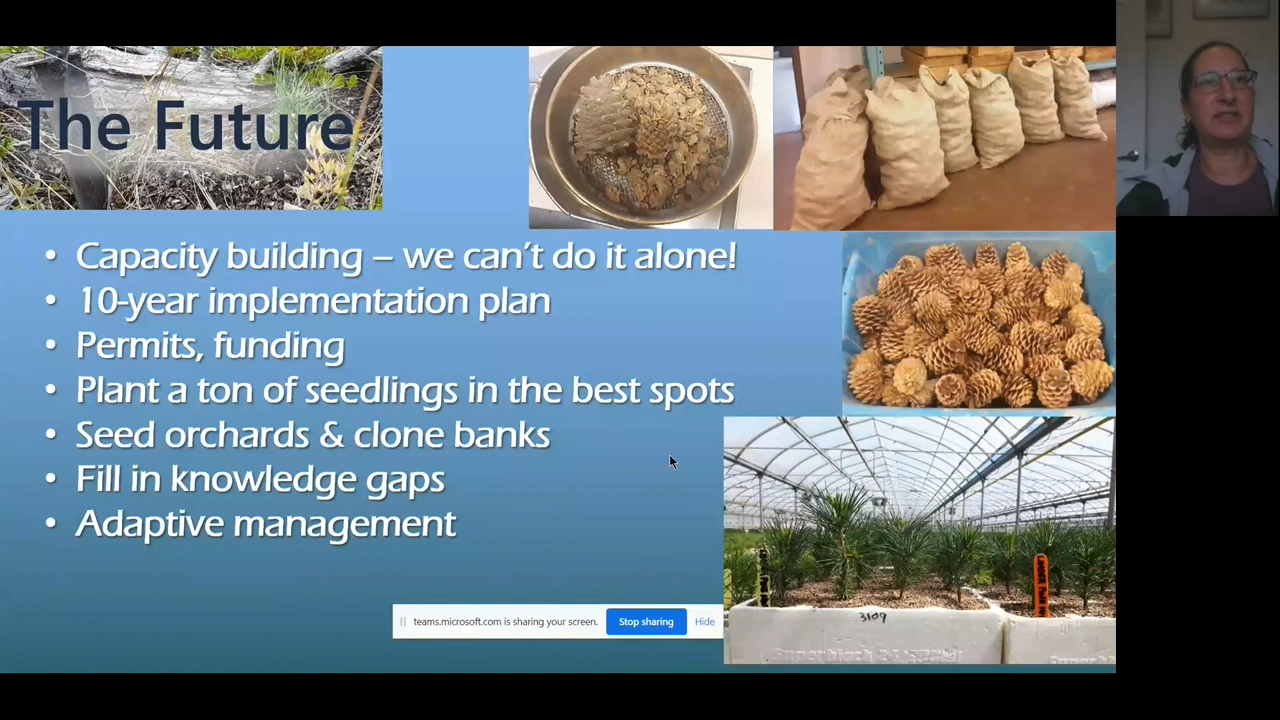 The Future
• Capacity building – we can't do it alone!
• 10-year implementation plan
• Permits, funding
• Plant a ton of seedlings in the best spots
• Seed orchards & clone banks
• Fill in knowledge gaps
• Adaptive management
teams.microsoft.com is sharing your screen. Stop sharing Hide
3109